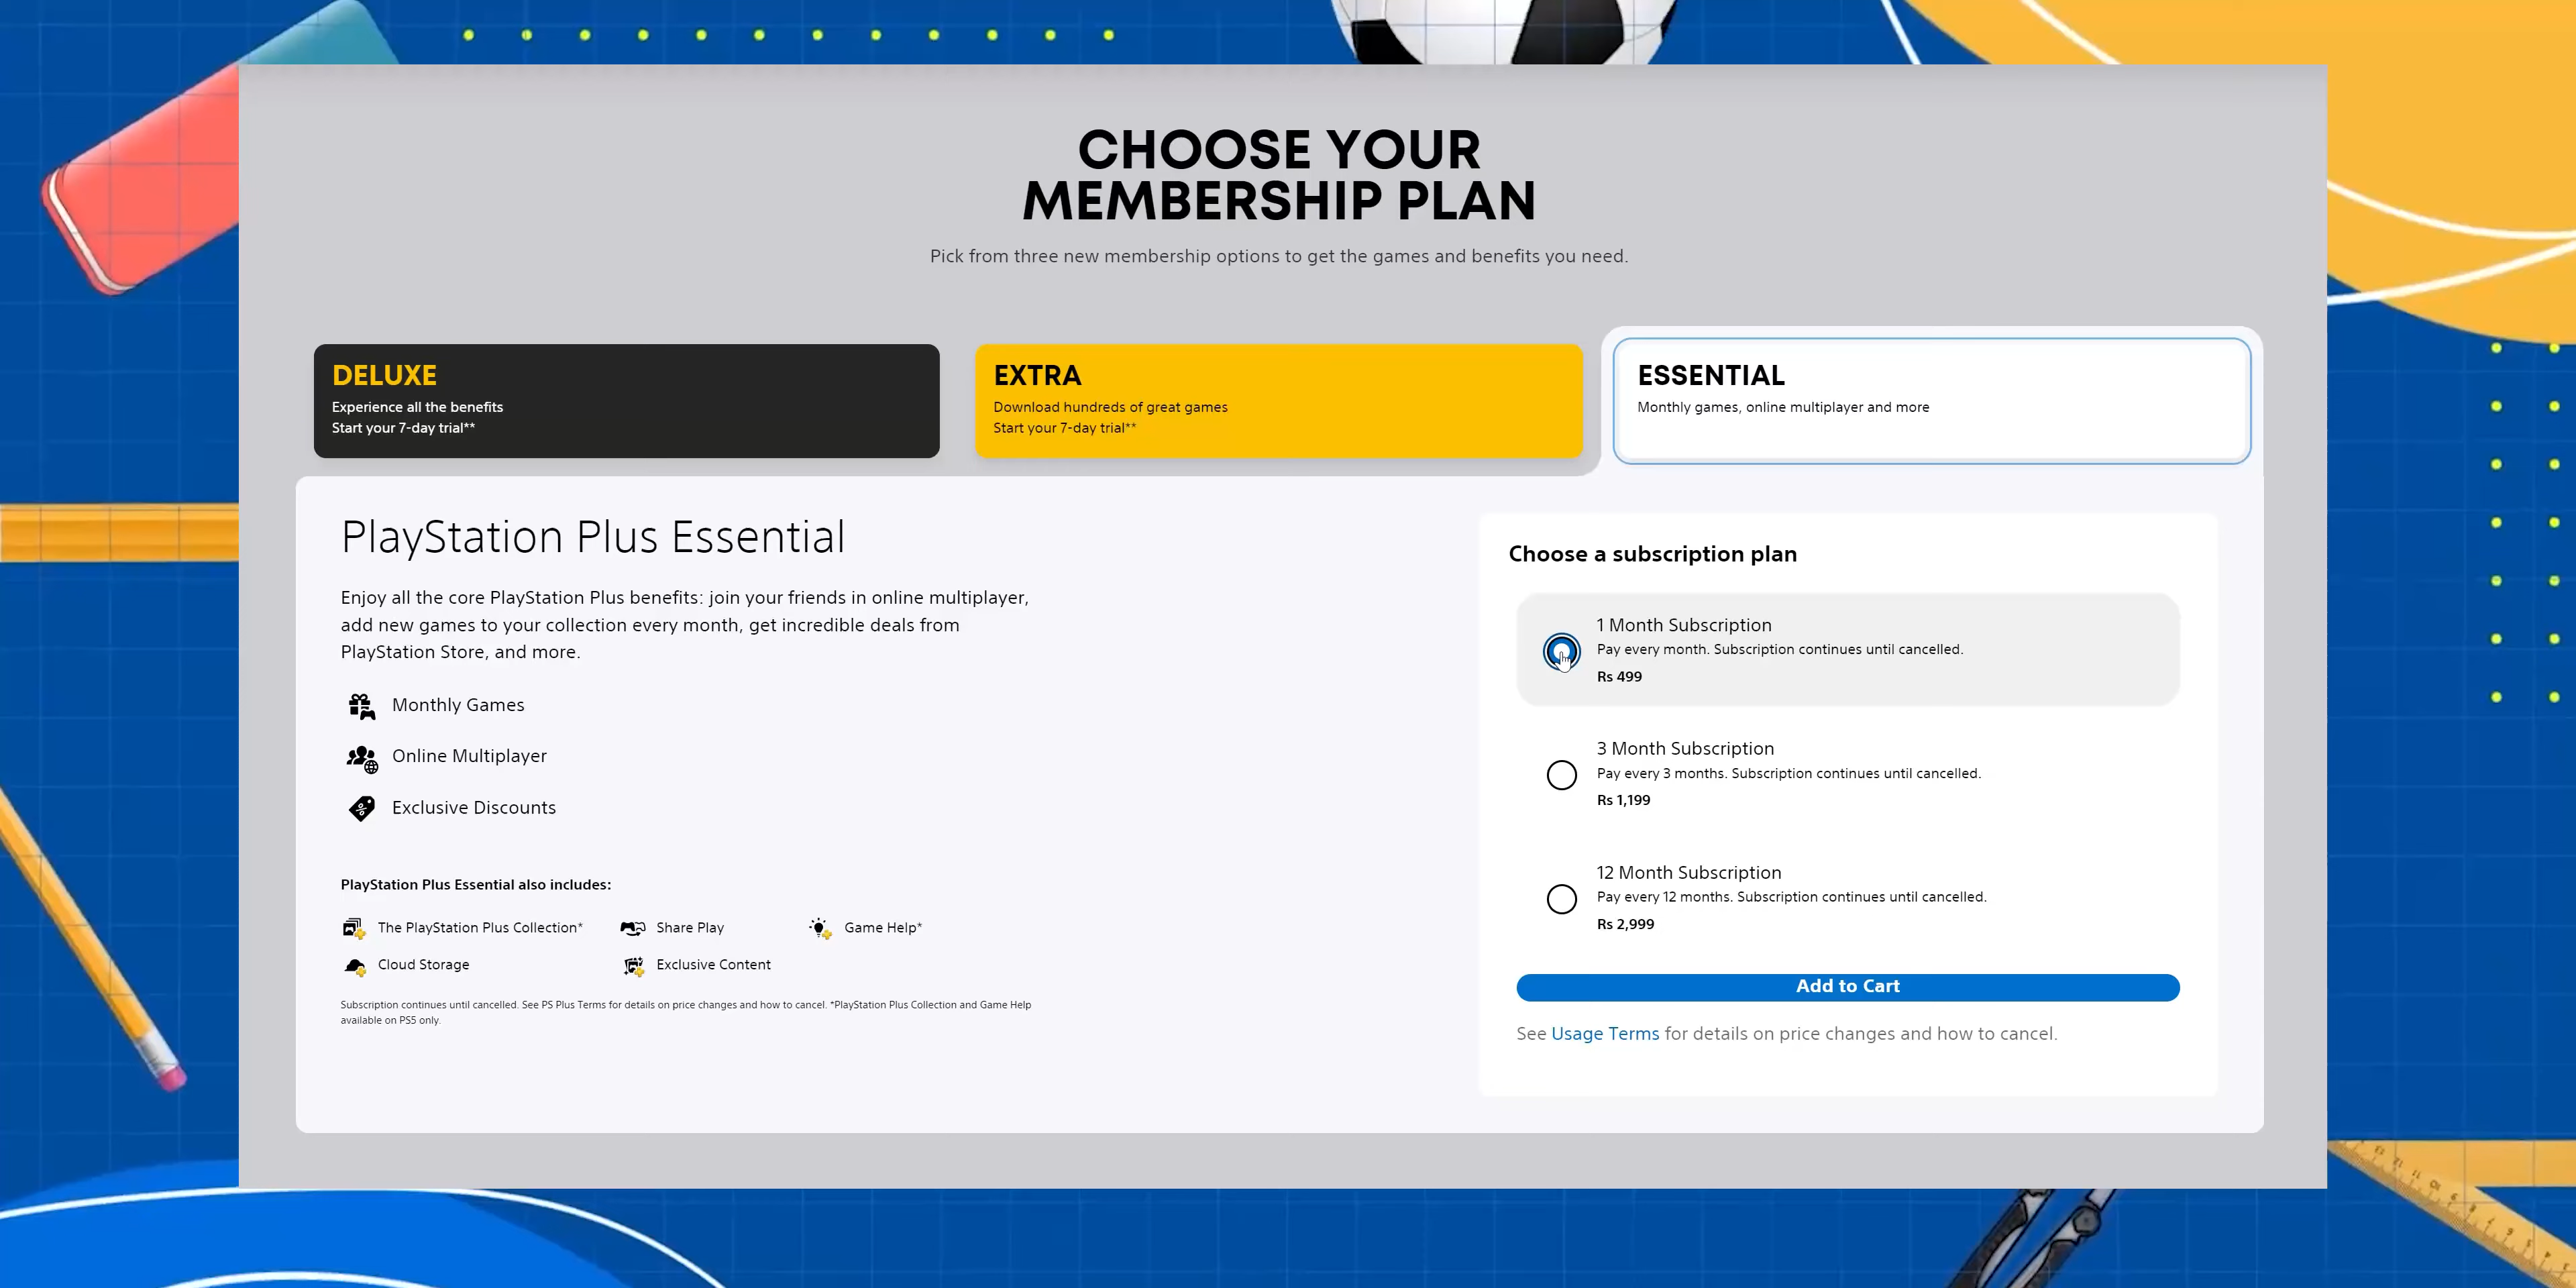 CHOOSE YOUR
MEMBERSHIP PLAN
Pick from three new membership options to get the games and benefits you need.
DELUXE
Experience all the benefits
Start your 7-day trial**
EXTRA
Download hundreds of great games
Start your 7-day trial**
ESSENTIAL
Monthly games, online multiplayer and more
PlayStation Plus Essential
Enjoy all the core PlayStation Plus benefits: join your friends in online multiplayer,
add new games to your collection every month, get incredible deals from
PlayStation Store, and more.
Monthly Games
Online Multiplayer
Exclusive Discounts
PlayStation Plus Essential also includes:
The PlayStation Plus Collection*
Share Play
Game Help*
Cloud Storage
Exclusive Content
Subscription continues until cancelled. See PS Plus Terms for details on price changes and how to cancel. *PlayStation Plus Collection and Game Help
available on PS5 only.
Choose a subscription plan
1 Month Subscription
Pay every month. Subscription continues until cancelled.
Rs 499
3 Month Subscription
Pay every 3 months. Subscription continues until cancelled.
Rs 1,199
12 Month Subscription
Pay every 12 months. Subscription continues until cancelled.
Rs 2,999
Add to Cart
See Usage Terms for details on price changes and how to cancel.